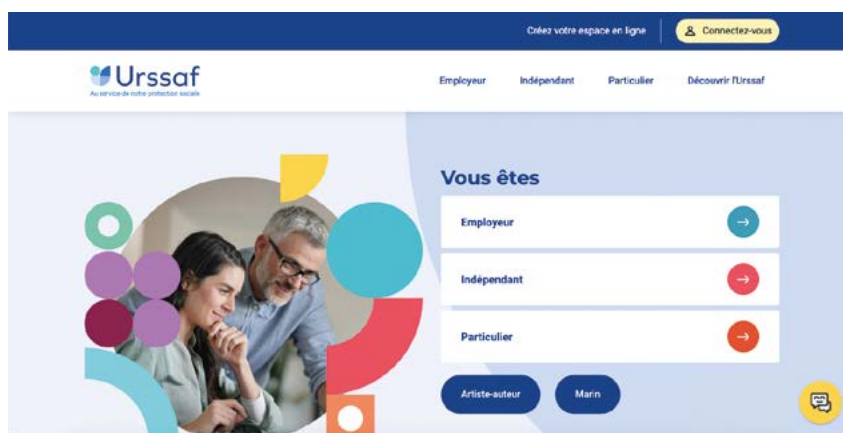 Créez votre espace en ligne
Connectez-vous
Urssaf
Au service de notre protection sociale
Employeur Indépendant Particulier Découvrir l'Urssaf
Vous êtes
Employeur
Indépendant
Particulier
Artiste-auteur
Marin